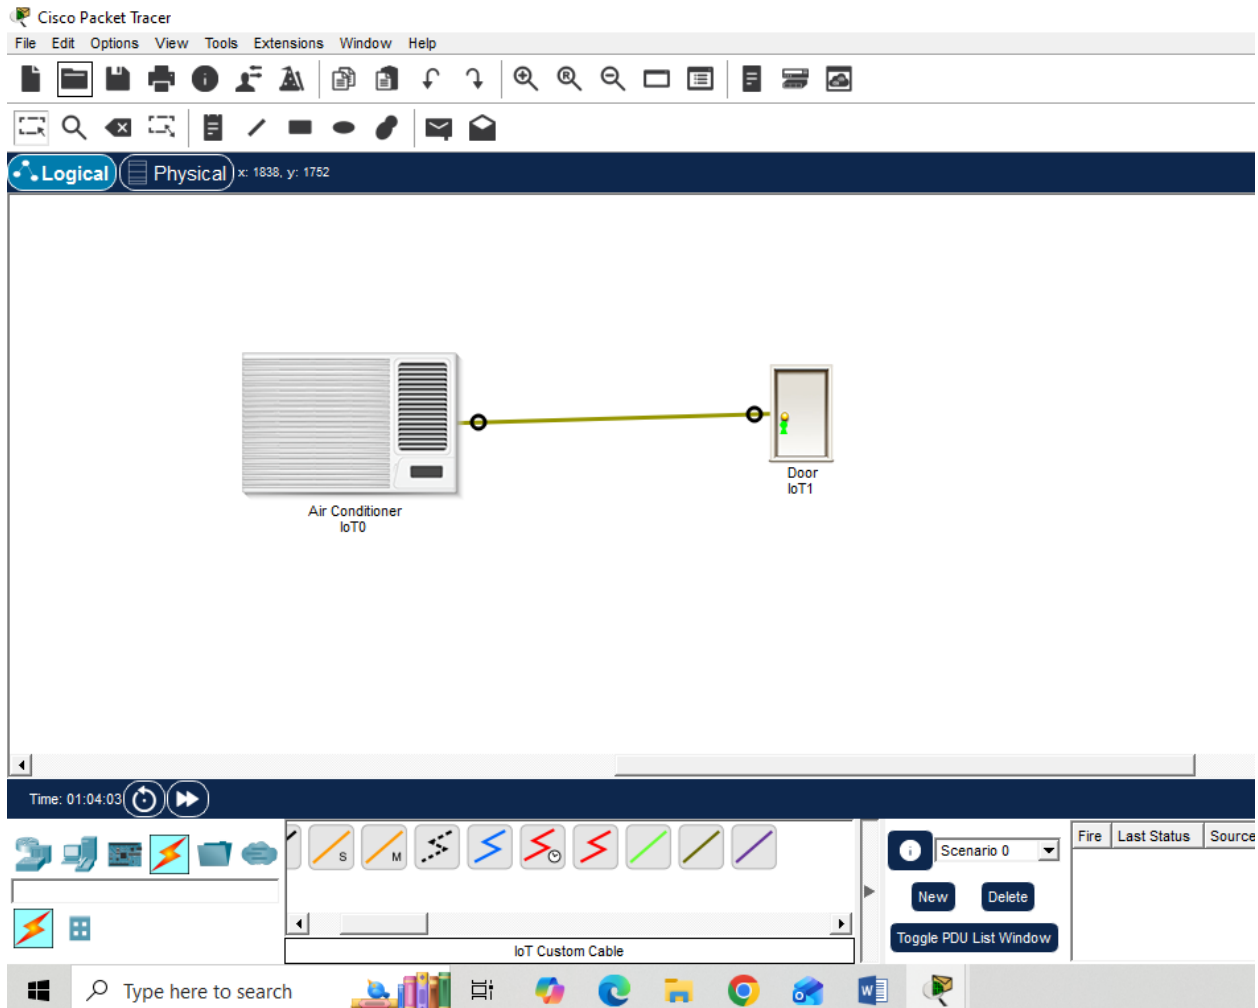 Cisco Packet Tracer
File Edit Options View Tools Extensions Window Help
Logical Physical x: 1838, y: 1752
Air Conditioner
IoT0
Door
IoT1
Time: 01:04:03
S M
Scenario 0
Fire Last Status Source
New Delete
Toggle PDU List Window
IoT Custom Cable
Type here to search